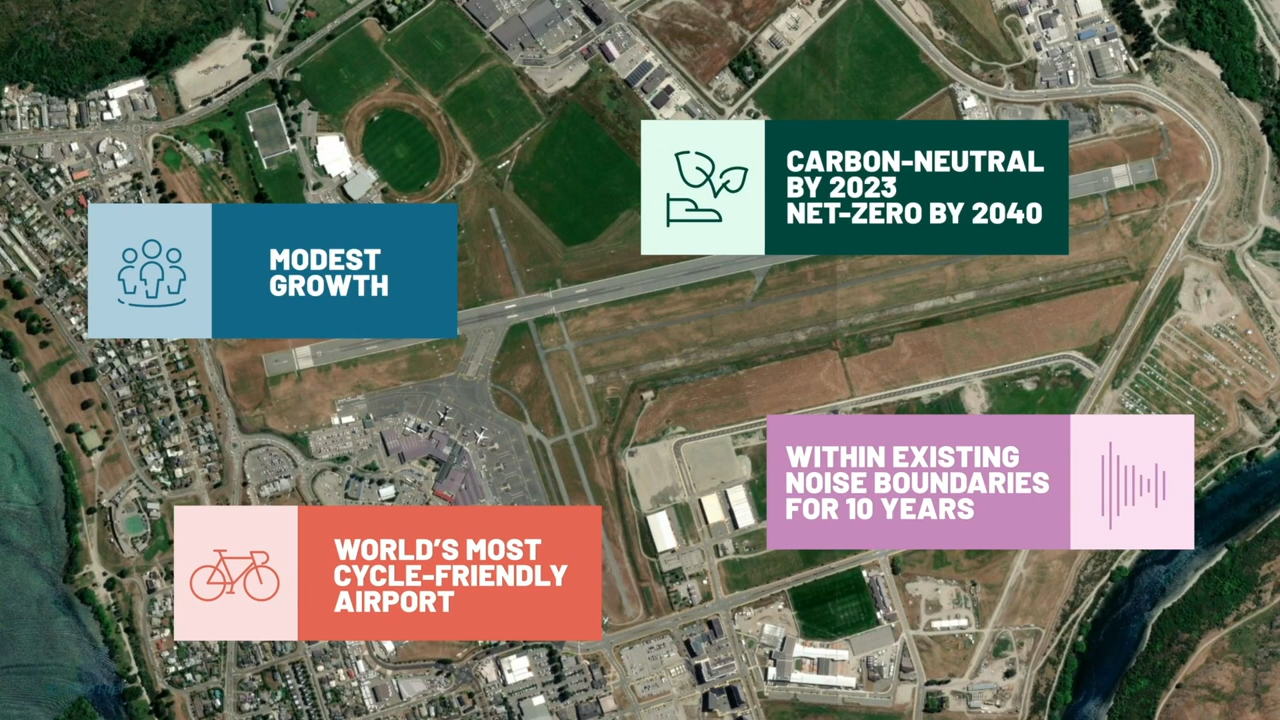 CARBON-NEUTRAL
BY 2023
NET-ZERO BY 2040
MODEST
GROWTH
WITHIN EXISTING
NOISE BOUNDARIES
FOR 10 YEARS
WORLD'S MOST
CYCLE-FRIENDLY
AIRPORT